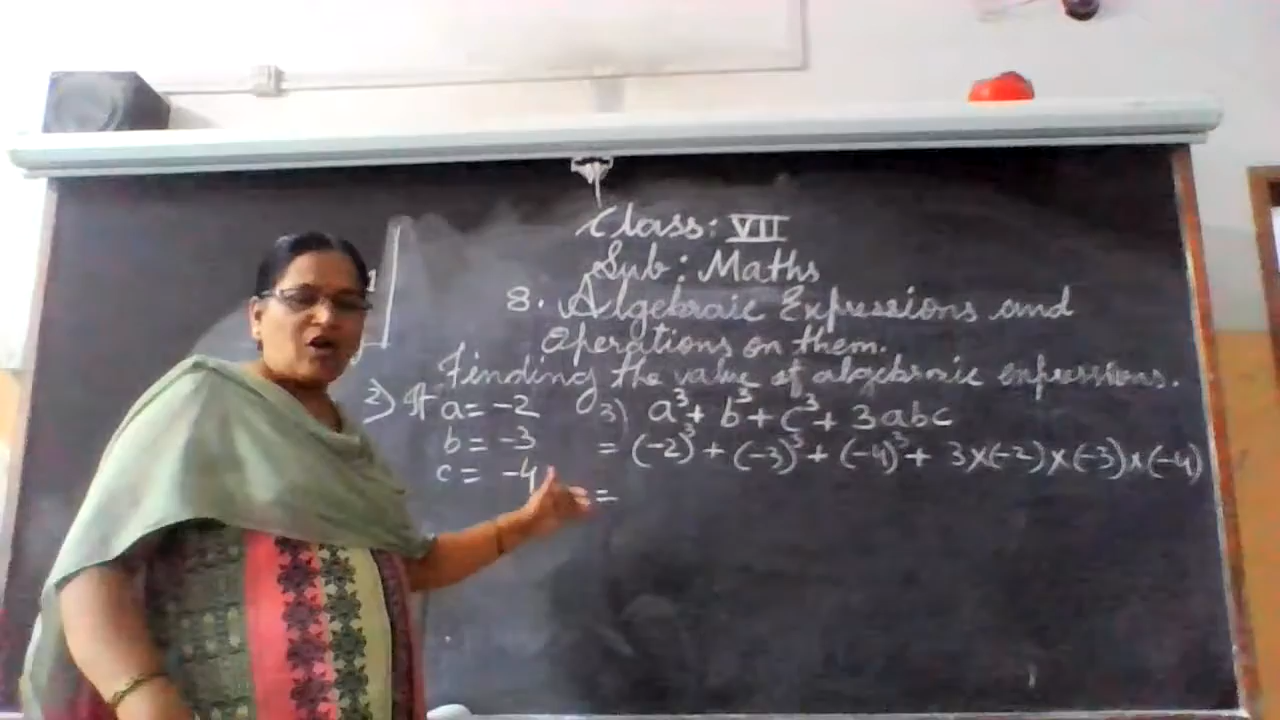 Class: VII
Sub: Maths
8. Algebraic Expressions and
Operations on them.
Finding the value of algebraic expressions.
2) If a = -2
b = -3
c = -4
3) a³ + b³ + c³ + 3abc
= (-2)³ + (-3)³ + (-4)³ + 3×(-2)×(-3)×(-4)
=